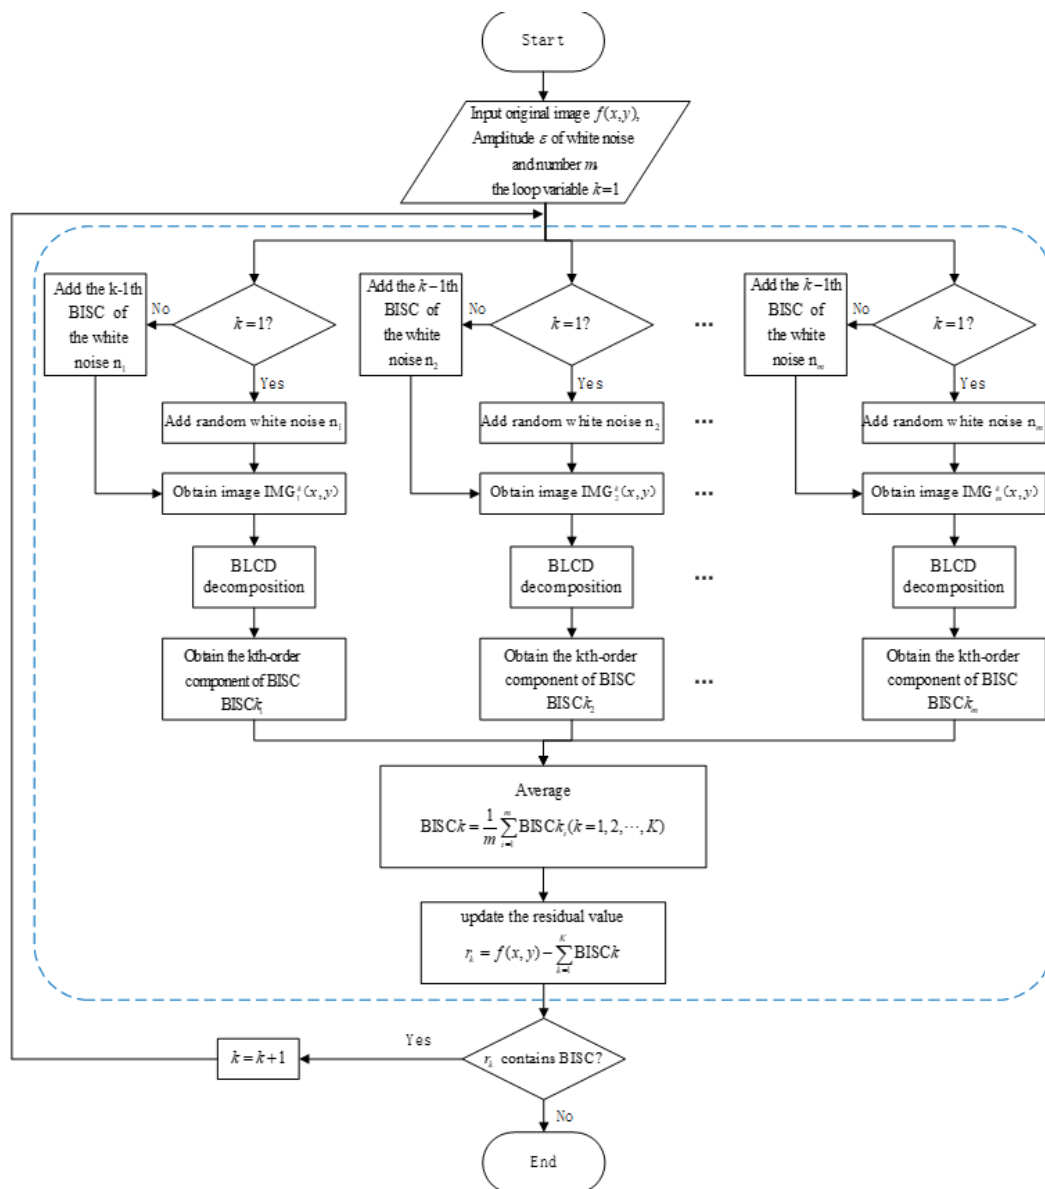 Start
Input original image f(x,y),
Amplitude ε of white noise
and number m
the loop variable k=1
Add the k-1th
BISC of
the white
noise n₁
No
k=1?
Yes
Add random white noise n₁
Obtain image IMG₁ᵏ(x,y)
BLCD
decomposition
Obtain the kth-order
component of BISC
BISCk₁
Add the k−1th
BISC of
the white
noise n₂
No
k=1?
Yes
Add random white noise n₂
Obtain image IMG₂ᵏ(x,y)
BLCD
decomposition
Obtain the kth-order
component of BISC
BISCk₂
...
...
...
...
...
Add the k−1th
BISC of
the white
noise nₘ
No
k=1?
Yes
Add random white noise nₘ
Obtain image IMGₘᵏ(x,y)
BLCD
decomposition
Obtain the kth-order
component of BISC
BISCkₘ
Average
BISCk = 1/m ∑_{i=k}^{m} BISCkᵢ (k=1,2,⋯,K)
update the residual value
rₖ = f(x,y) − ∑_{k=k}^{K} BISCk
rₖ contains BISC?
Yes
k=k+1
No
End